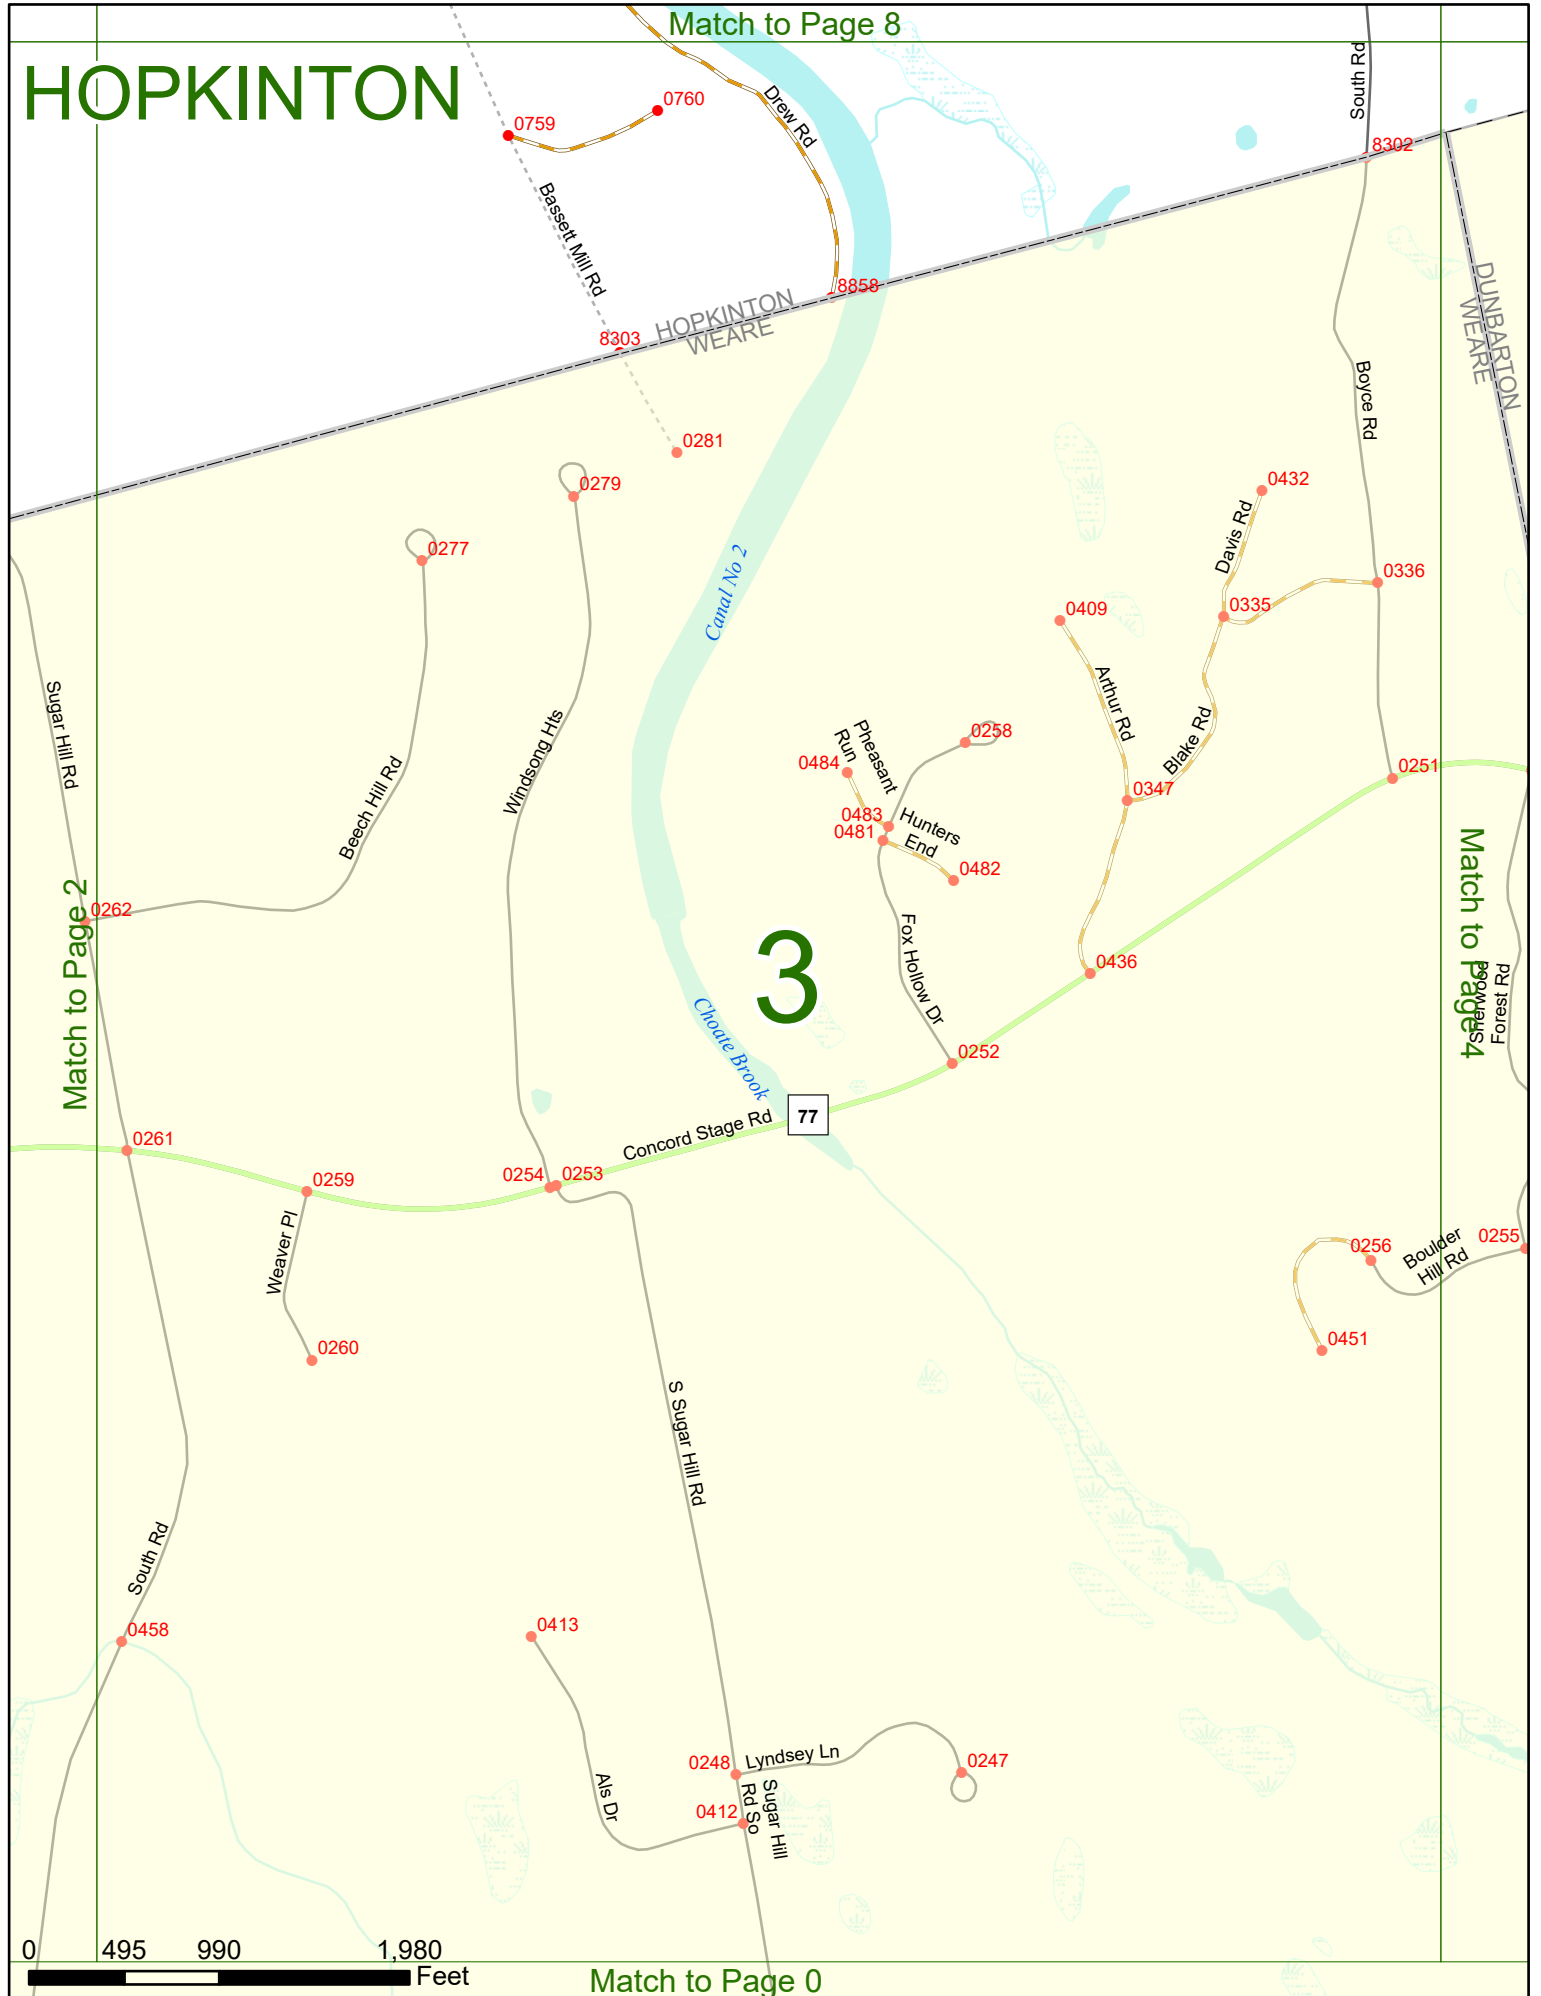 Match to Page 8
HOPKINTON
South Rd
0760
0759
Drew Rd
8302
Bassett Mill Rd
8858
HOPKINTON
WEARE
DUNBARTON
WEARE
8303
Boyce Rd
0281
0279
0432
0277
Davis Rd
Canal No 2
0336
0335
0409
Sugar Hill Rd
Arthur Rd
Windsong Hts
Pheasant
Run
0258
Blake Rd
Beech Hill Rd
0484
0251
0347
0483
0481
Hunters
End
0482
Match to Page 2
0262
Match to Page 4
3
Fox Hollow Dr
0436
Sherwood
Forest Rd
Choate Brook
0252
77
Concord Stage Rd
0261
0259
0254
0253
Weaver Pl
0256
Boulder
Hill Rd
0255
0260
0451
S Sugar Hill Rd
South Rd
0458
0413
Lyndsey Ln
0248
0247
Als Dr
Sugar Hill
Rd So
0412
0 495 990 1,980
Feet
Match to Page 0